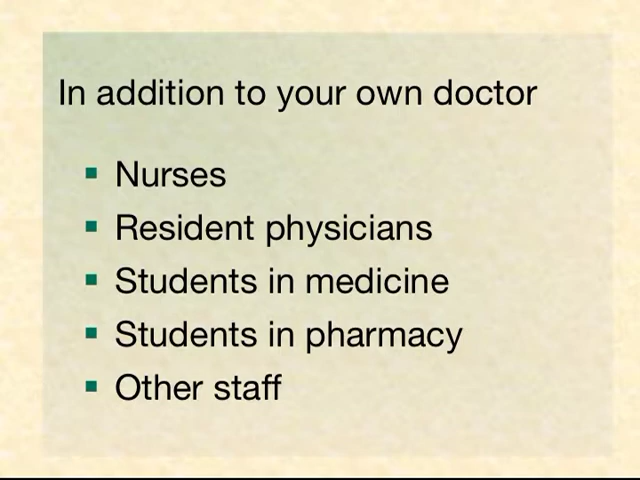 In addition to your own doctor
Nurses
Resident physicians
Students in medicine
Students in pharmacy
Other staff